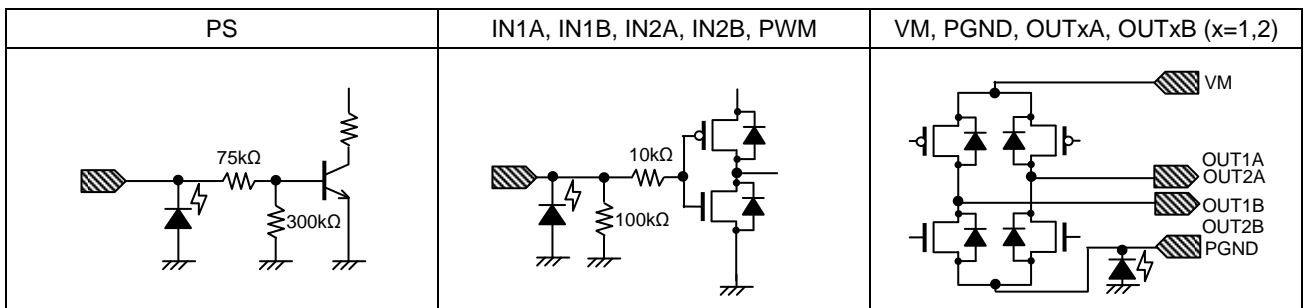 PS
IN1A, IN1B, IN2A, IN2B, PWM
VM, PGND, OUTxA, OUTxB (x=1,2)
75kΩ
300kΩ
10kΩ
100kΩ
VM
OUT1A
OUT2A
OUT1B
OUT2B
PGND